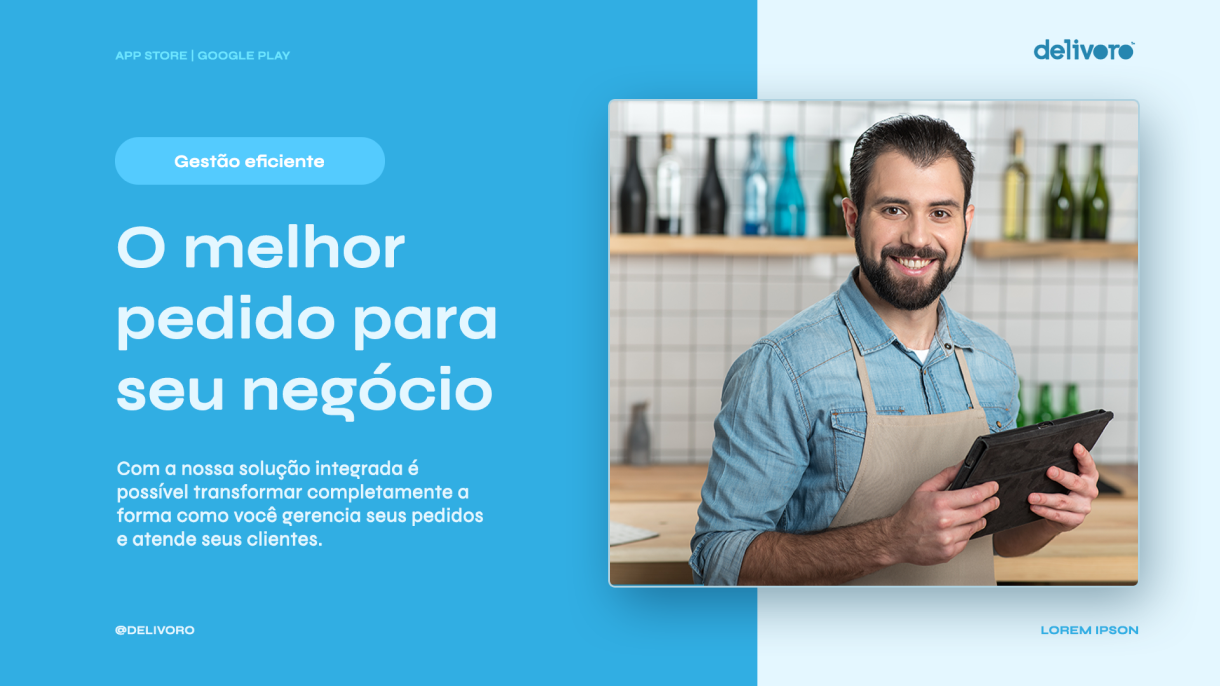 APP STORE | GOOGLE PLAY
delivoro
Gestão eficiente
O melhor
pedido para
seu negócio
Com a nossa solução integrada é
possível transformar completamente a
forma como você gerencia seus pedidos
e atende seus clientes.
@DELIVORO
LOREM IPSON